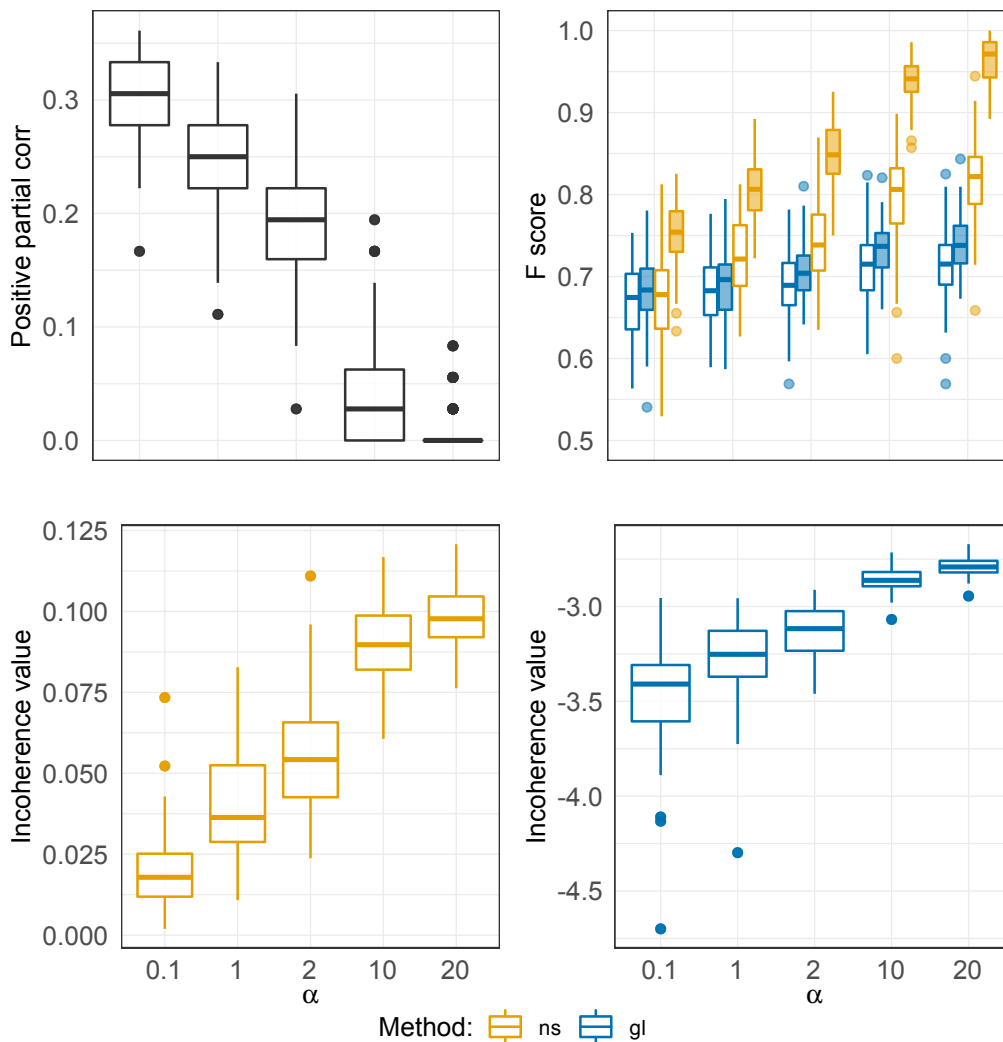 Positive partial corr
0.3
0.2
0.1
0.0
F score
1.0
0.9
0.8
0.7
0.6
0.5
Incoherence value
0.125
0.100
0.075
0.050
0.025
0.000
0.1 1 2 10 20
α
Incoherence value
-3.0
-3.5
-4.0
-4.5
0.1 1 2 10 20
α
Method: ns gl